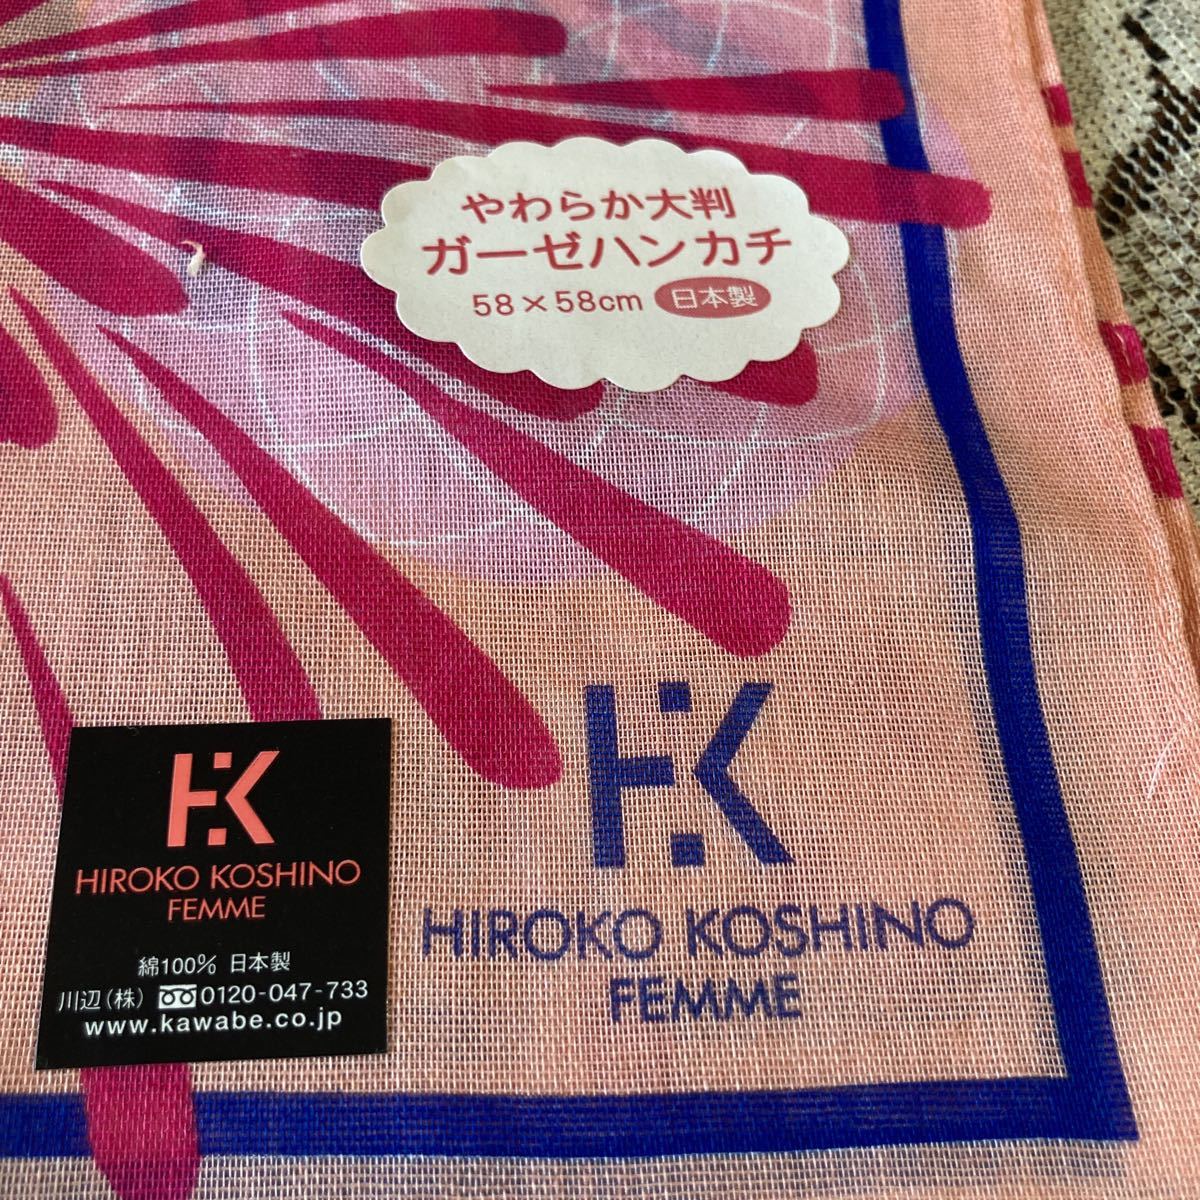 やわらか大判
ガーゼハンカチ
58×58cm 日本製
HK
HIROKO KOSHINO
FEMME
綿100% 日本製
川辺(株) 0120-047-733
www.kawabe.co.jp
HK
HIROKO KOSHINO
FEMME